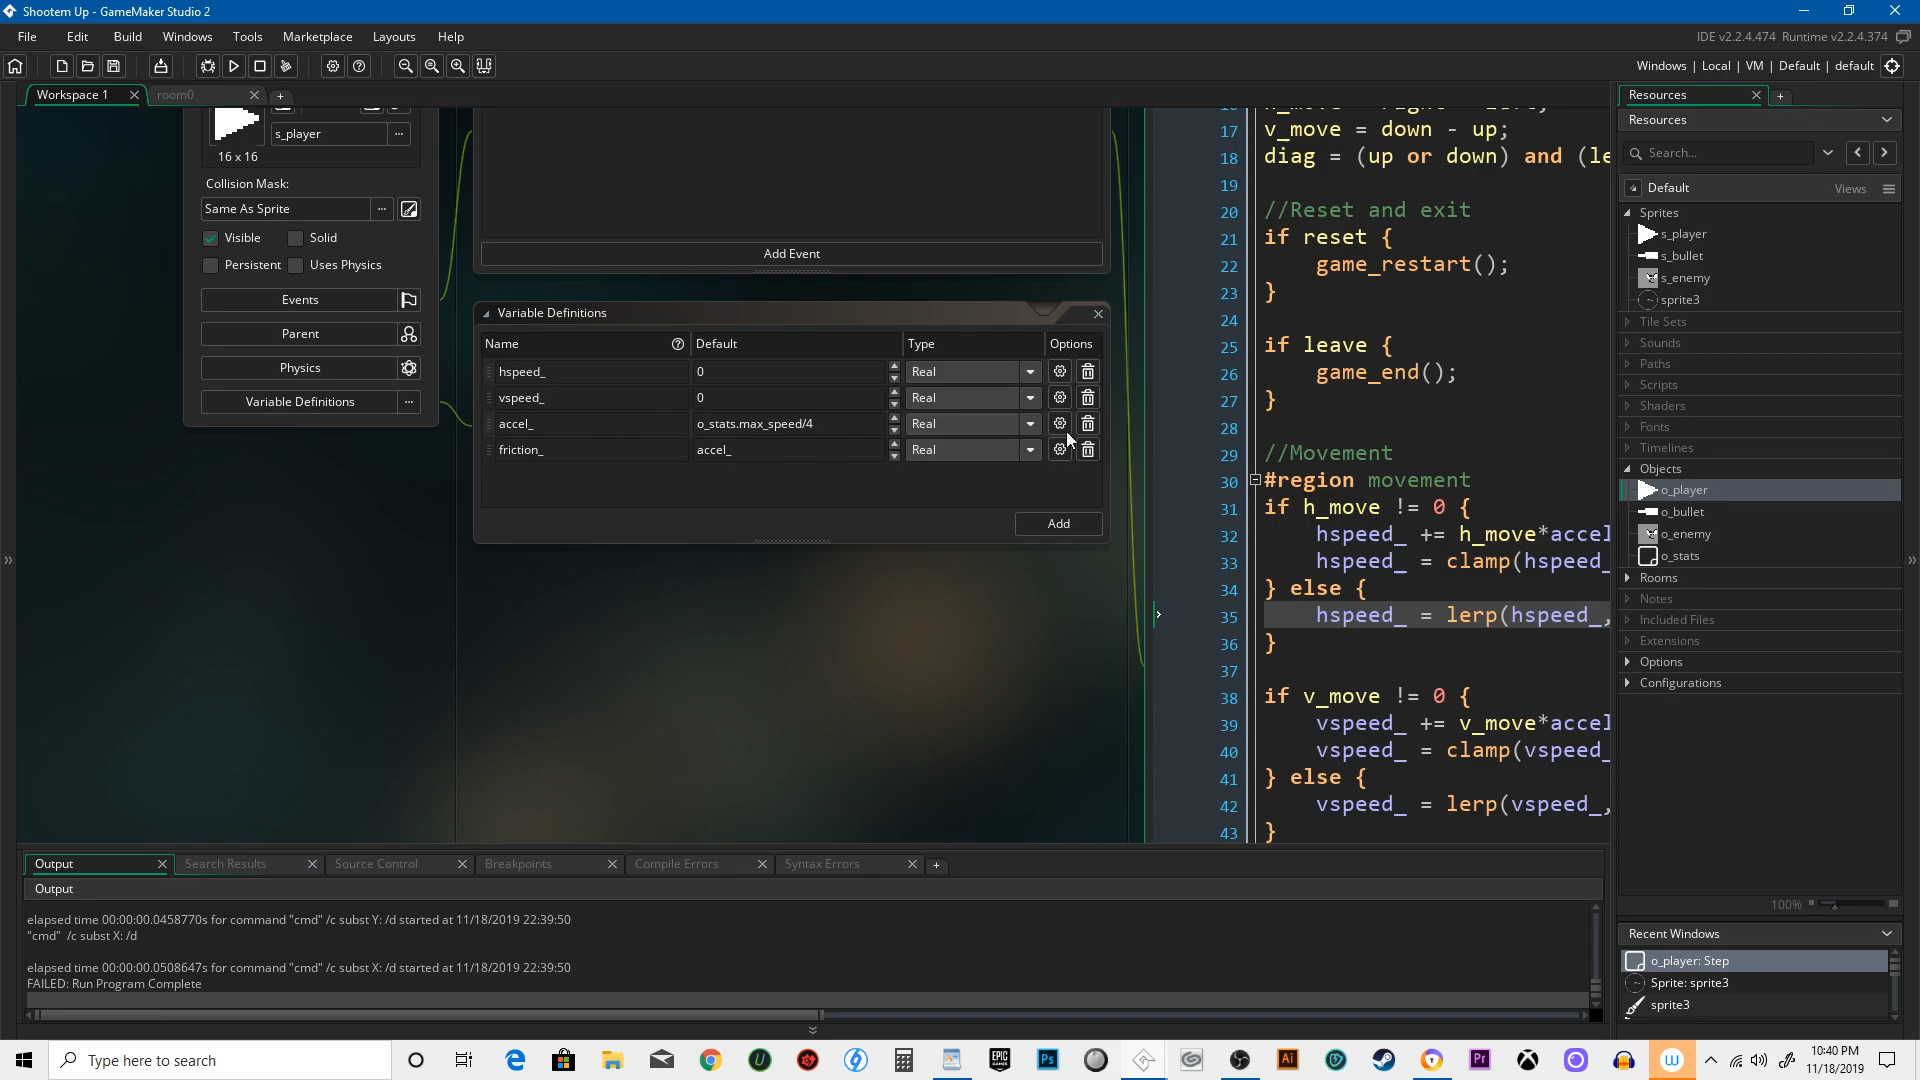 Shootem Up - GameMaker Studio 2
File Edit Build Windows Tools Marketplace Layouts Help
IDE v2.2.4.474 Runtime v2.2.4.374
Windows | Local | VM | Default | default
Workspace 1
room0
s_player
16 x 16
Collision Mask:
Same As Sprite
Visible
Solid
Persistent
Uses Physics
Events
Parent
Physics
Variable Definitions
Add Event
Variable Definitions
Name Default Type Options
hspeed_ 0 Real
vspeed_ 0 Real
accel_ o_stats.max_speed/4 Real
friction_ accel_ Real
Add
17 v_move = down - up;
18 diag = (up or down) and (le
19
20 //Reset and exit
21 if reset {
22 game_restart();
23 }
24
25 if leave {
26 game_end();
27 }
28
29 //Movement
30 #region movement
31 if h_move != 0 {
32 hspeed_ += h_move*accel
33 hspeed_ = clamp(hspeed_
34 } else {
35 hspeed_ = lerp(hspeed_,
36 }
37
38 if v_move != 0 {
39 vspeed_ += v_move*accel
40 vspeed_ = clamp(vspeed_
41 } else {
42 vspeed_ = lerp(vspeed_,
43 }
Resources
Resources
Search...
Default Views
Sprites
s_player
s_bullet
s_enemy
sprite3
Tile Sets
Sounds
Paths
Scripts
Shaders
Fonts
Timelines
Objects
o_player
o_bullet
o_enemy
o_stats
Rooms
Notes
Included Files
Extensions
Options
Configurations
100%
Recent Windows
o_player: Step
Sprite: sprite3
sprite3
Output Search Results Source Control Breakpoints Compile Errors Syntax Errors
Output
elapsed time 00:00:00.0458770s for command "cmd" /c subst Y: /d started at 11/18/2019 22:39:50
"cmd" /c subst X: /d
elapsed time 00:00:00.0508647s for command "cmd" /c subst X: /d started at 11/18/2019 22:39:50
FAILED: Run Program Complete
Type here to search
EPIC GAMES
Ps
Ai
Pr
10:40 PM
11/18/2019